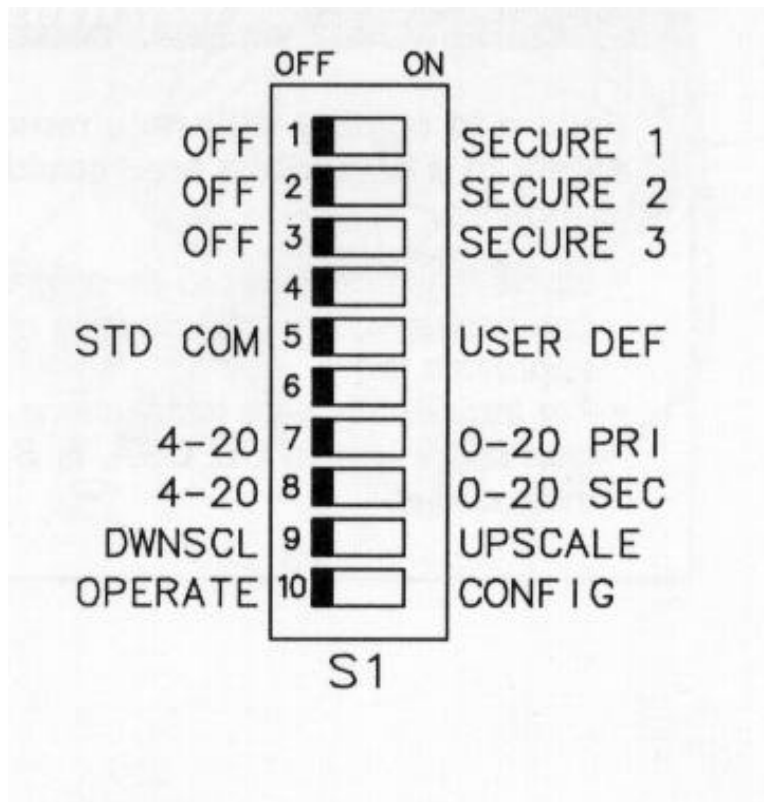 OFF ON
OFF 1 SECURE 1
OFF 2 SECURE 2
OFF 3 SECURE 3
4
STD COM 5 USER DEF
6
4-20 7 0-20 PRI
4-20 8 0-20 SEC
DWNSCL 9 UPSCALE
OPERATE 10 CONFIG
S1